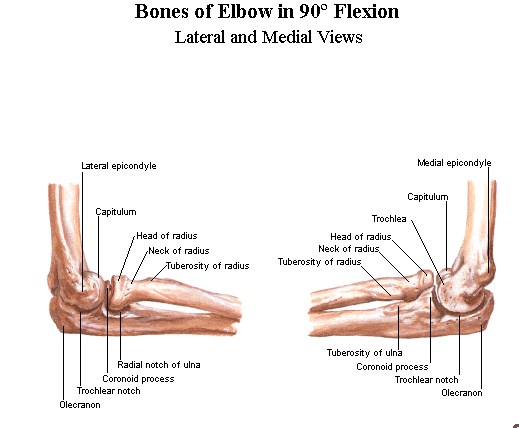 Bones of Elbow in 90° Flexion
Lateral and Medial Views
Lateral epicondyle
Capitulum
Head of radius
Neck of radius
Tuberosity of radius
Radial notch of ulna
Coronoid process
Trochlear notch
Olecranon
Medial epicondyle
Capitulum
Trochlea
Head of radius
Neck of radius
Tuberosity of radius
Tuberosity of ulna
Coronoid process
Trochlear notch
Olecranon